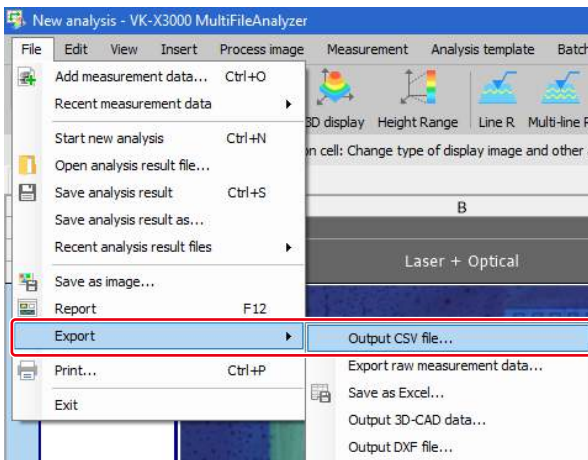 New analysis - VK-X3000 MultiFileAnalyzer
File Edit View Insert Process image Measurement Analysis template Batch
Add measurement data... Ctrl+O
Recent measurement data
3D display Height Range Line R Multi-line R
Start new analysis Ctrl+N
on cell: Change type of display image and other
Open analysis result file...
Save analysis result Ctrl+S
B
Save analysis result as...
Recent analysis result files
Laser + Optical
Save as image...
Report F12
Export
Output CSV file...
Print... Ctrl+P
Export raw measurement data...
Save as Excel...
Exit
Output 3D-CAD data...
Output DXF file...